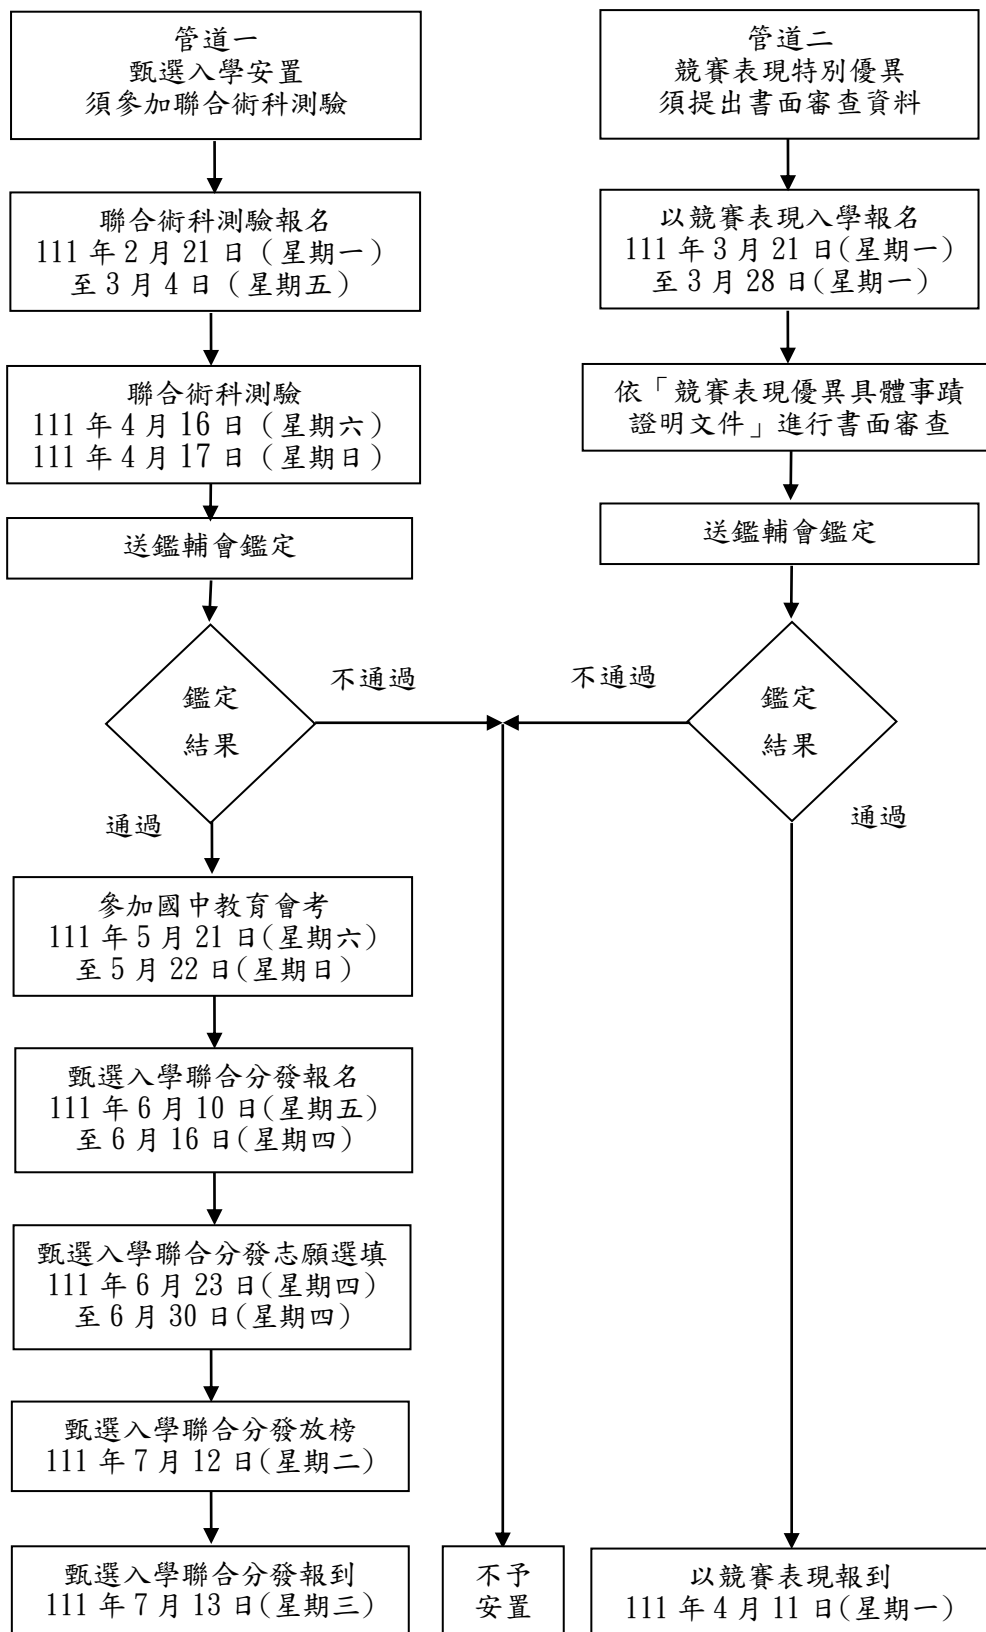 管道一
甄選入學安置
須參加聯合術科測驗
聯合術科測驗報名
111 年 2 月 21 日（星期一）
至 3 月 4 日（星期五）
聯合術科測驗
111 年 4 月 16 日（星期六）
111 年 4 月 17 日（星期日）
送鑑輔會鑑定
鑑定
結果
不通過
通過
參加國中教育會考
111 年 5 月 21 日(星期六)
至 5 月 22 日(星期日)
甄選入學聯合分發報名
111 年 6 月 10 日(星期五)
至 6 月 16 日(星期四)
甄選入學聯合分發志願選填
111 年 6 月 23 日(星期四)
至 6 月 30 日(星期四)
甄選入學聯合分發放榜
111 年 7 月 12 日(星期二)
甄選入學聯合分發報到
111 年 7 月 13 日(星期三)
管道二
競賽表現特別優異
須提出書面審查資料
以競賽表現入學報名
111 年 3 月 21 日(星期一)
至 3 月 28 日(星期一)
依「競賽表現優異具體事蹟
證明文件」進行書面審查
送鑑輔會鑑定
鑑定
結果
不通過
通過
不予
安置
以競賽表現報到
111 年 4 月 11 日(星期一)